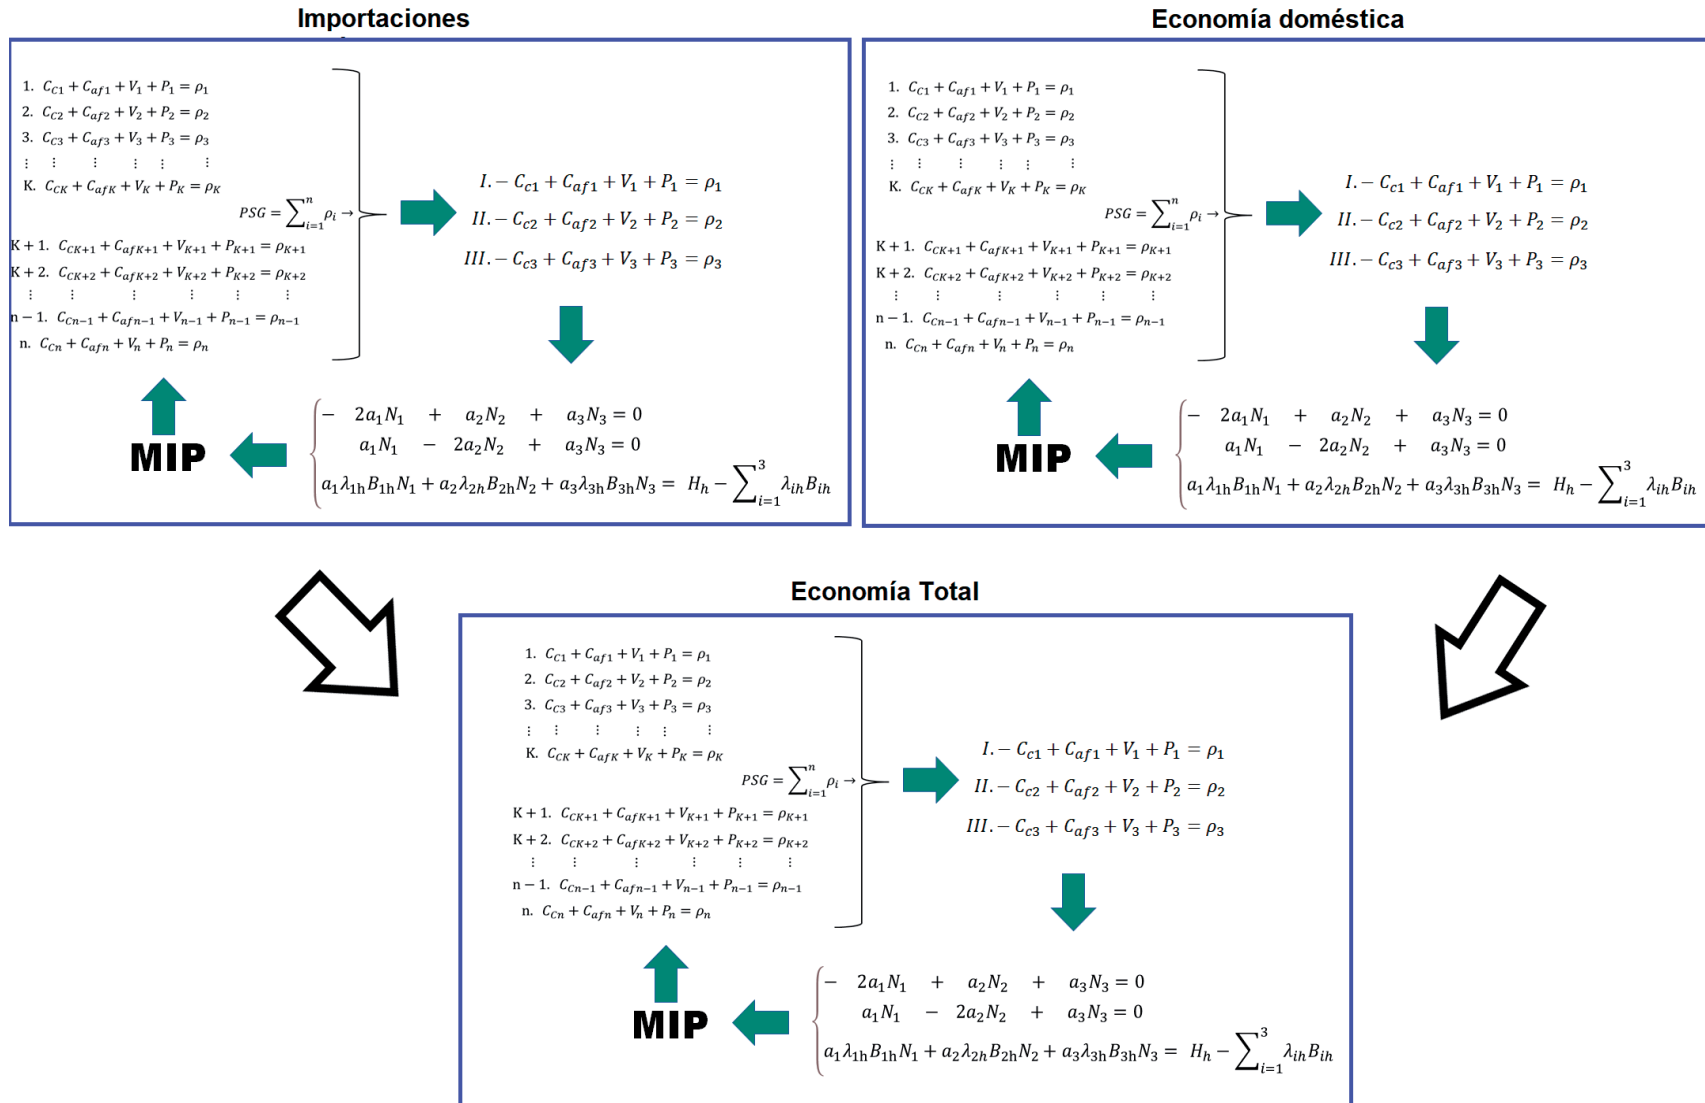 Importaciones
1. C_{C1} + C_{af1} + V_1 + P_1 = ρ_1
2. C_{C2} + C_{af2} + V_2 + P_2 = ρ_2
3. C_{C3} + C_{af3} + V_3 + P_3 = ρ_3
⋮ ⋮ ⋮ ⋮ ⋮ ⋮
K. C_{CK} + C_{afK} + V_K + P_K = ρ_K
PSG = ∑_{i=1}^{n} ρ_i →
K + 1. C_{CK+1} + C_{afK+1} + V_{K+1} + P_{K+1} = ρ_{K+1}
K + 2. C_{CK+2} + C_{afK+2} + V_{K+2} + P_{K+2} = ρ_{K+2}
⋮ ⋮ ⋮ ⋮ ⋮ ⋮
n − 1. C_{Cn−1} + C_{afn−1} + V_{n−1} + P_{n−1} = ρ_{n−1}
n. C_{Cn} + C_{afn} + V_n + P_n = ρ_n
I. − C_{c1} + C_{af1} + V_1 + P_1 = ρ_1
II. − C_{c2} + C_{af2} + V_2 + P_2 = ρ_2
III. − C_{c3} + C_{af3} + V_3 + P_3 = ρ_3
− 2a_1N_1 + a_2N_2 + a_3N_3 = 0
a_1N_1 − 2a_2N_2 + a_3N_3 = 0
a_1λ_{1h}B_{1h}N_1 + a_2λ_{2h}B_{2h}N_2 + a_3λ_{3h}B_{3h}N_3 = H_h − ∑_{i=1}^{3} λ_{ih}B_{ih}
MIP
Economía doméstica
1. C_{C1} + C_{af1} + V_1 + P_1 = ρ_1
2. C_{C2} + C_{af2} + V_2 + P_2 = ρ_2
3. C_{C3} + C_{af3} + V_3 + P_3 = ρ_3
⋮ ⋮ ⋮ ⋮ ⋮ ⋮
K. C_{CK} + C_{afK} + V_K + P_K = ρ_K
PSG = ∑_{i=1}^{n} ρ_i →
K + 1. C_{CK+1} + C_{afK+1} + V_{K+1} + P_{K+1} = ρ_{K+1}
K + 2. C_{CK+2} + C_{afK+2} + V_{K+2} + P_{K+2} = ρ_{K+2}
⋮ ⋮ ⋮ ⋮ ⋮ ⋮
n − 1. C_{Cn−1} + C_{afn−1} + V_{n−1} + P_{n−1} = ρ_{n−1}
n. C_{Cn} + C_{afn} + V_n + P_n = ρ_n
I. − C_{c1} + C_{af1} + V_1 + P_1 = ρ_1
II. − C_{c2} + C_{af2} + V_2 + P_2 = ρ_2
III. − C_{c3} + C_{af3} + V_3 + P_3 = ρ_3
− 2a_1N_1 + a_2N_2 + a_3N_3 = 0
a_1N_1 − 2a_2N_2 + a_3N_3 = 0
a_1λ_{1h}B_{1h}N_1 + a_2λ_{2h}B_{2h}N_2 + a_3λ_{3h}B_{3h}N_3 = H_h − ∑_{i=1}^{3} λ_{ih}B_{ih}
MIP
Economía Total
1. C_{C1} + C_{af1} + V_1 + P_1 = ρ_1
2. C_{C2} + C_{af2} + V_2 + P_2 = ρ_2
3. C_{C3} + C_{af3} + V_3 + P_3 = ρ_3
⋮ ⋮ ⋮ ⋮ ⋮ ⋮
K. C_{CK} + C_{afK} + V_K + P_K = ρ_K
PSG = ∑_{i=1}^{n} ρ_i →
K + 1. C_{CK+1} + C_{afK+1} + V_{K+1} + P_{K+1} = ρ_{K+1}
K + 2. C_{CK+2} + C_{afK+2} + V_{K+2} + P_{K+2} = ρ_{K+2}
⋮ ⋮ ⋮ ⋮ ⋮ ⋮
n − 1. C_{Cn−1} + C_{afn−1} + V_{n−1} + P_{n−1} = ρ_{n−1}
n. C_{Cn} + C_{afn} + V_n + P_n = ρ_n
I. − C_{c1} + C_{af1} + V_1 + P_1 = ρ_1
II. − C_{c2} + C_{af2} + V_2 + P_2 = ρ_2
III. − C_{c3} + C_{af3} + V_3 + P_3 = ρ_3
− 2a_1N_1 + a_2N_2 + a_3N_3 = 0
a_1N_1 − 2a_2N_2 + a_3N_3 = 0
a_1λ_{1h}B_{1h}N_1 + a_2λ_{2h}B_{2h}N_2 + a_3λ_{3h}B_{3h}N_3 = H_h − ∑_{i=1}^{3} λ_{ih}B_{ih}
MIP